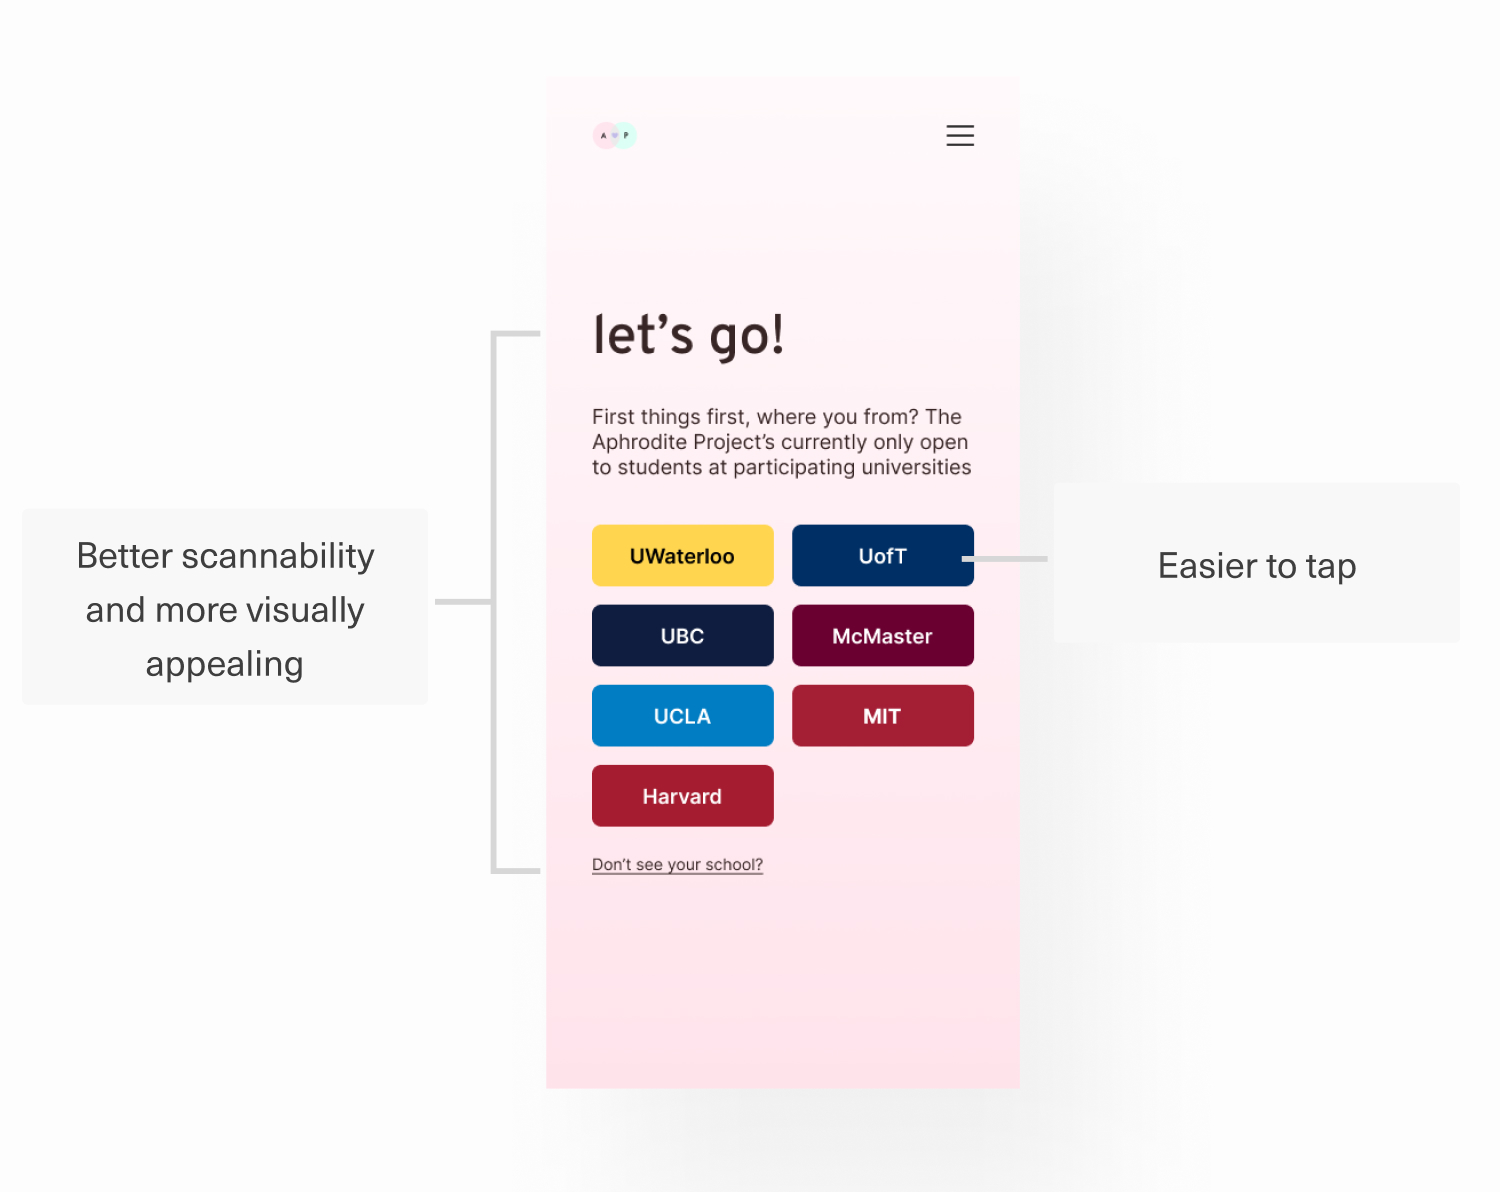 A P
let’s go!
First things first, where you from? The
Aphrodite Project’s currently only open
to students at participating universities
UWaterloo
UofT
UBC
McMaster
UCLA
MIT
Harvard
Don’t see your school?
Better scannability
and more visually
appealing
Easier to tap